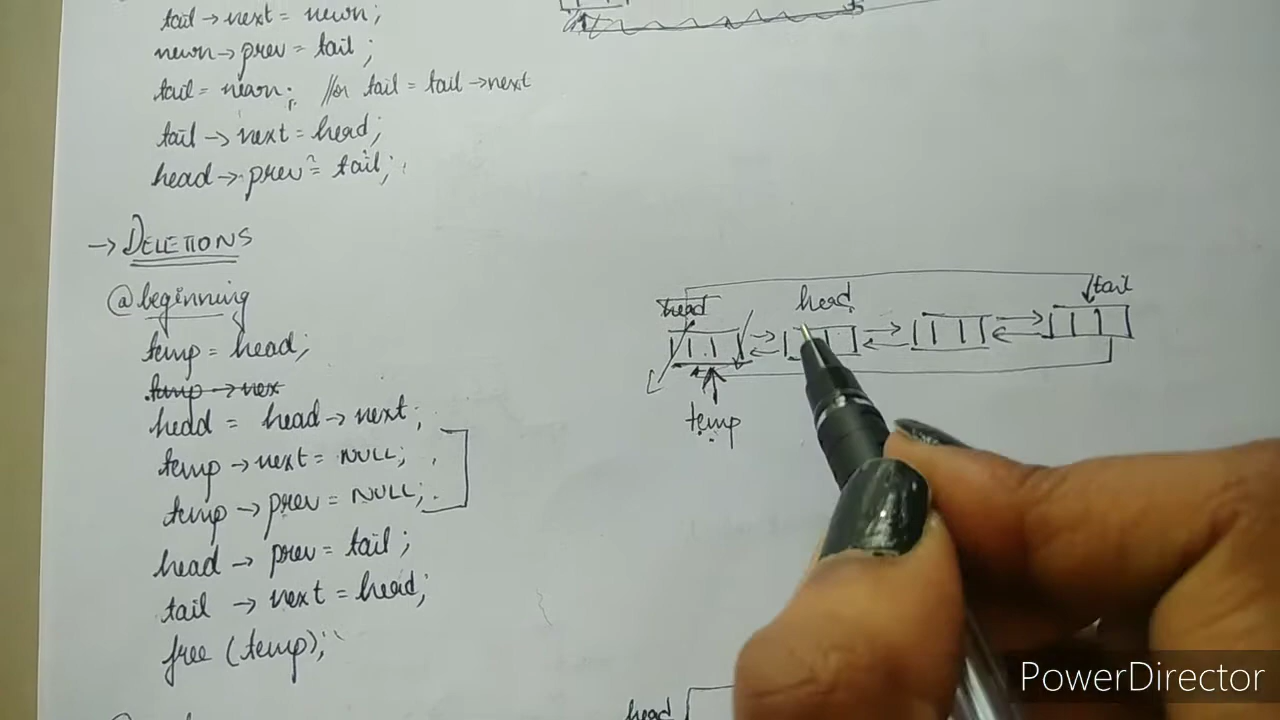 tail → next = newn;
newn → prev = tail;
tail = newn; //or tail = tail → next
tail → next = head;
head → prev = tail;
→ DELETIONS
@beginning
temp = head;
temp → nex
head = head → next;
temp → next = NULL;
temp → prev = NULL;
head → prev = tail;
tail → next = head;
free (temp);
head head tail
temp
head
PowerDirector